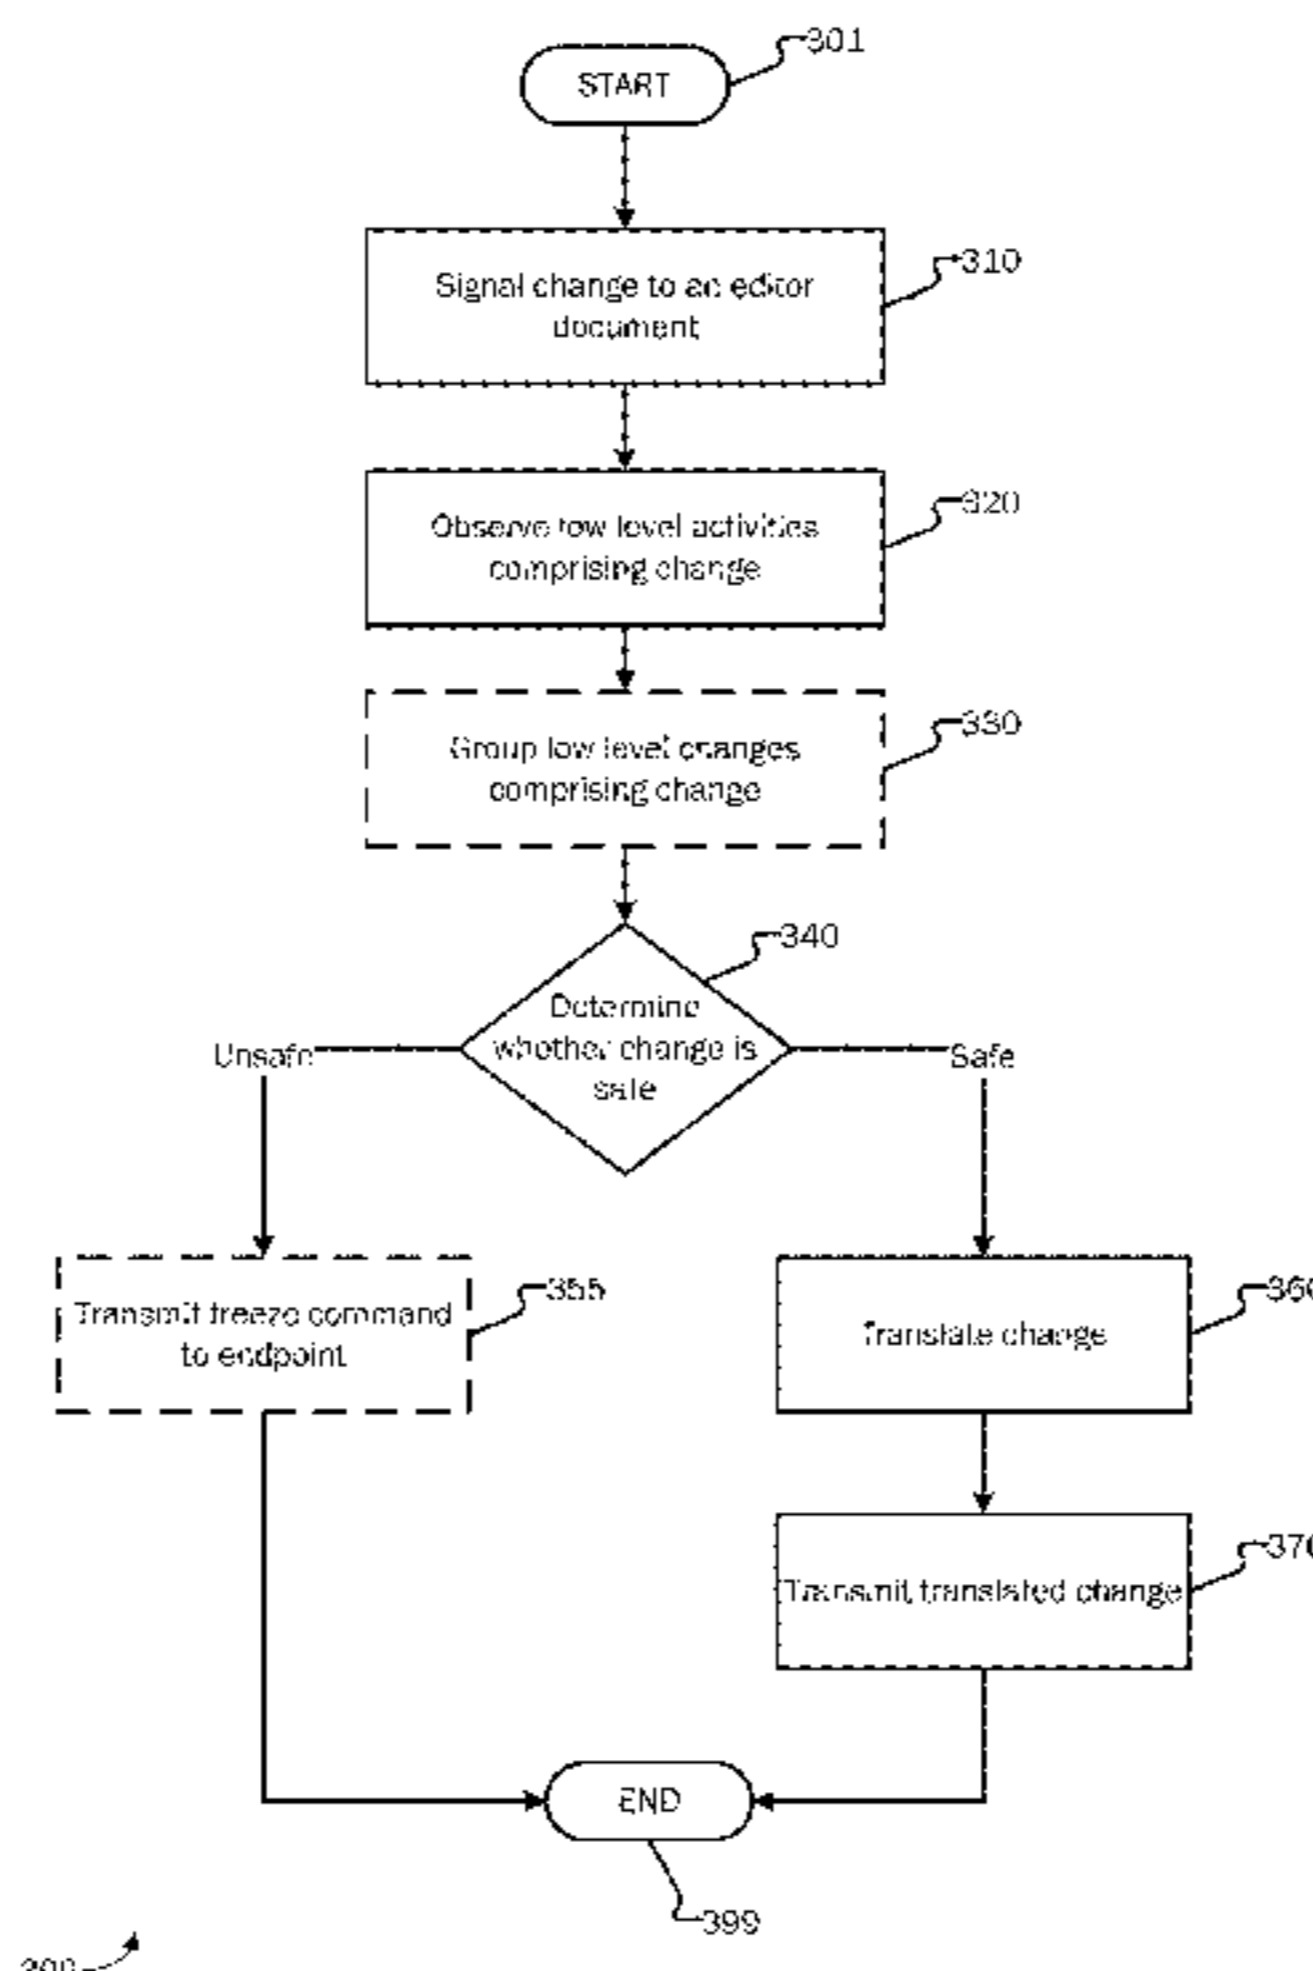 301
START
310
Signal change to an editor
document
320
Observe low level activities
comprising change
330
Group low level changes
comprising change
340
Determine
whether change is
safe
Unsafe
Safe
355
Transmit freeze command
to endpoint
360
Translate change
370
Transmit translated change
END
399